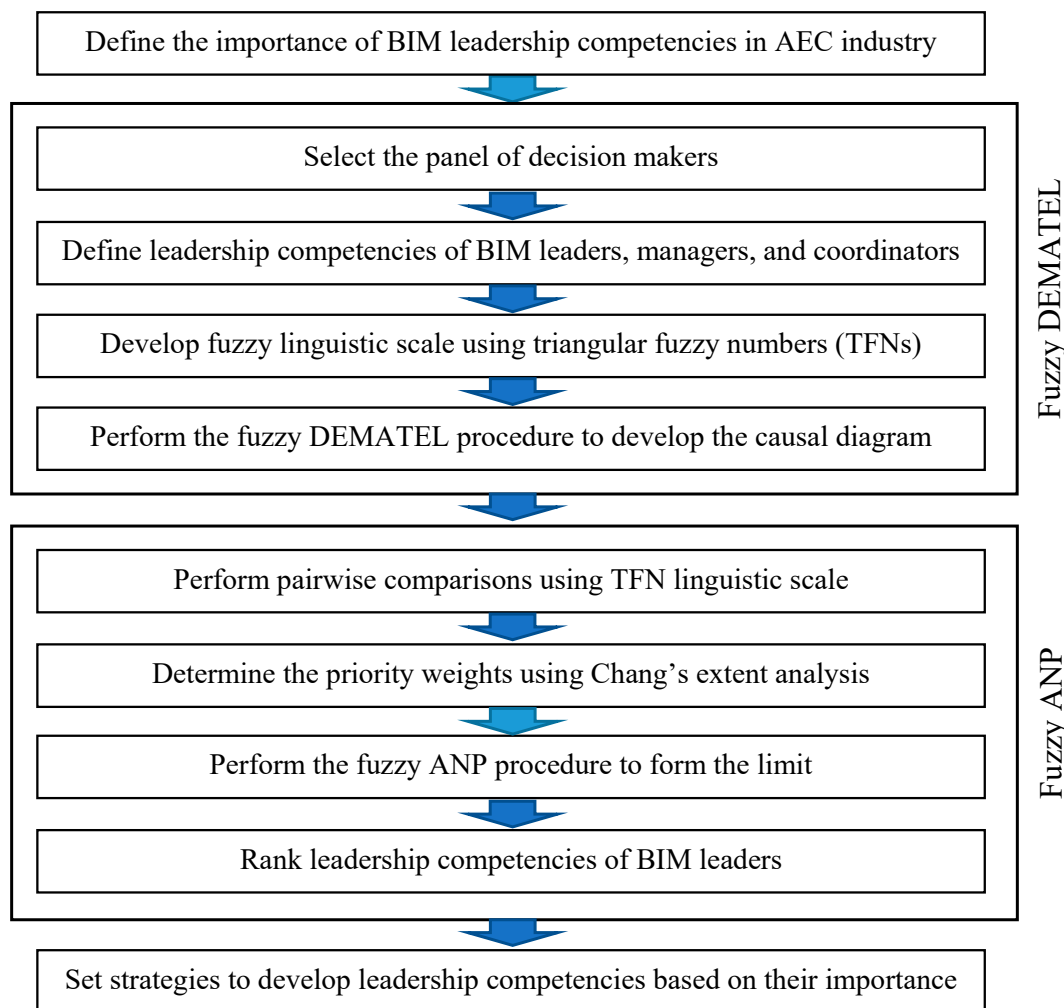 Define the importance of BIM leadership competencies in AEC industry
Select the panel of decision makers
Define leadership competencies of BIM leaders, managers, and coordinators
Develop fuzzy linguistic scale using triangular fuzzy numbers (TFNs)
Perform the fuzzy DEMATEL procedure to develop the causal diagram
Fuzzy DEMATEL
Perform pairwise comparisons using TFN linguistic scale
Determine the priority weights using Chang’s extent analysis
Perform the fuzzy ANP procedure to form the limit
Rank leadership competencies of BIM leaders
Fuzzy ANP
Set strategies to develop leadership competencies based on their importance